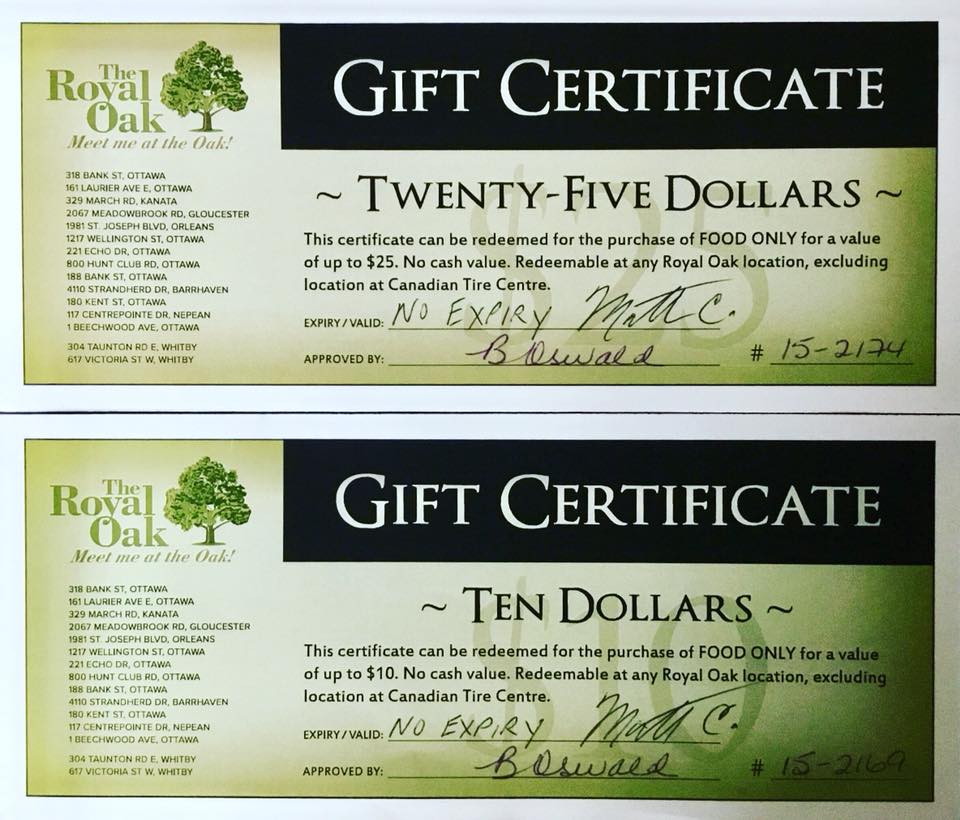 The
Royal
Oak
Meet me at the Oak!
318 BANK ST, OTTAWA
161 LAURIER AVE E, OTTAWA
329 MARCH RD, KANATA
2067 MEADOWBROOK RD, GLOUCESTER
1981 ST. JOSEPH BLVD, ORLEANS
1217 WELLINGTON ST, OTTAWA
221 ECHO DR, OTTAWA
800 HUNT CLUB RD, OTTAWA
188 BANK ST, OTTAWA
4110 STRANDHERD DR, BARRHAVEN
180 KENT ST, OTTAWA
117 CENTREPOINTE DR, NEPEAN
1 BEECHWOOD AVE, OTTAWA
304 TAUNTON RD E, WHITBY
617 VICTORIA ST W, WHITBY
GIFT CERTIFICATE
$25
~ TWENTY-FIVE DOLLARS ~
This certificate can be redeemed for the purchase of FOOD ONLY for a value
of up to $25. No cash value. Redeemable at any Royal Oak location, excluding
location at Canadian Tire Centre.
EXPIRY / VALID: NO EXPIRY Matt C.
APPROVED BY: B Oswald # 15-2174
The
Royal
Oak
Meet me at the Oak!
318 BANK ST, OTTAWA
161 LAURIER AVE E, OTTAWA
329 MARCH RD, KANATA
2067 MEADOWBROOK RD, GLOUCESTER
1981 ST. JOSEPH BLVD, ORLEANS
1217 WELLINGTON ST, OTTAWA
221 ECHO DR, OTTAWA
800 HUNT CLUB RD, OTTAWA
188 BANK ST, OTTAWA
4110 STRANDHERD DR, BARRHAVEN
180 KENT ST, OTTAWA
117 CENTREPOINTE DR, NEPEAN
1 BEECHWOOD AVE, OTTAWA
304 TAUNTON RD E, WHITBY
617 VICTORIA ST W, WHITBY
GIFT CERTIFICATE
$10
~ TEN DOLLARS ~
This certificate can be redeemed for the purchase of FOOD ONLY for a value
of up to $10. No cash value. Redeemable at any Royal Oak location, excluding
location at Canadian Tire Centre.
EXPIRY / VALID: NO EXPIRY Matt C.
APPROVED BY: B Oswald # 15-2169